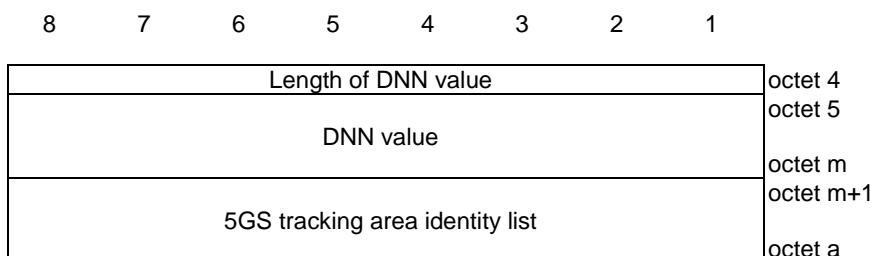 8 7 6 5 4 3 2 1
Length of DNN value octet 4
octet 5
DNN value
octet m
octet m+1
5GS tracking area identity list
octet a